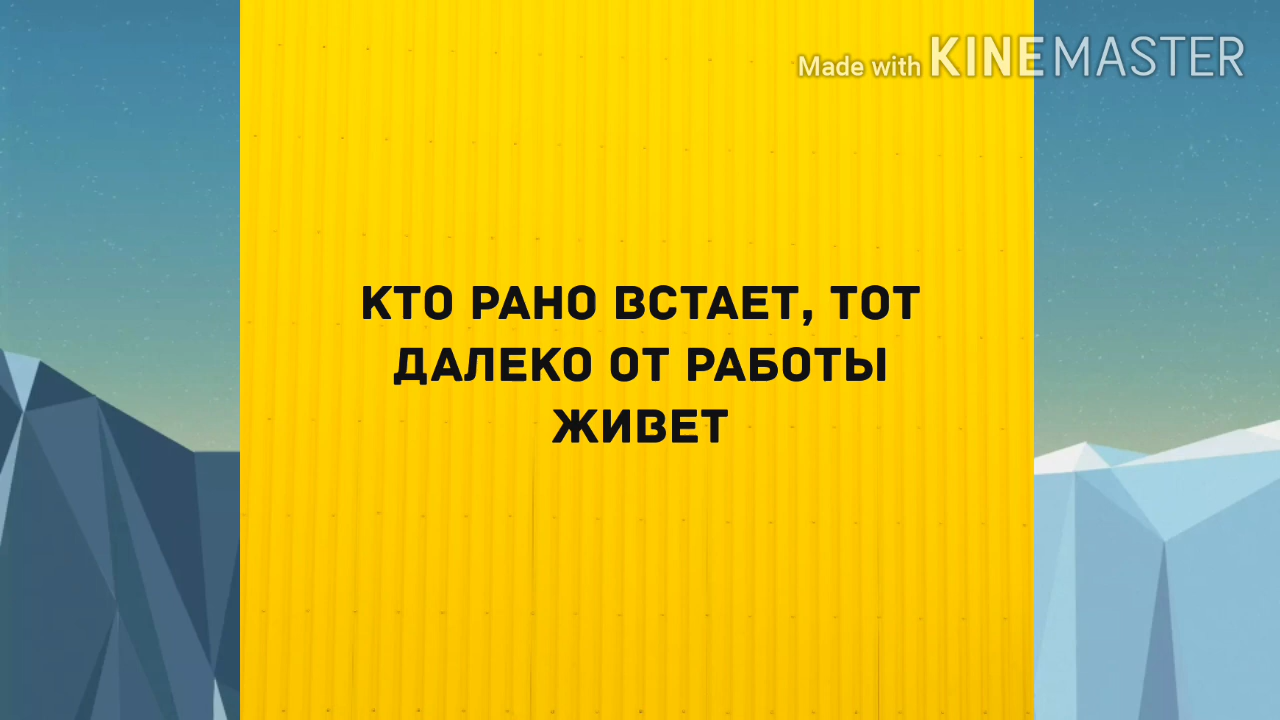 Made with KINEMASTER
КТО РАНО ВСТАЕТ, ТОТ
ДАЛЕКО ОТ РАБОТЫ
ЖИВЕТ